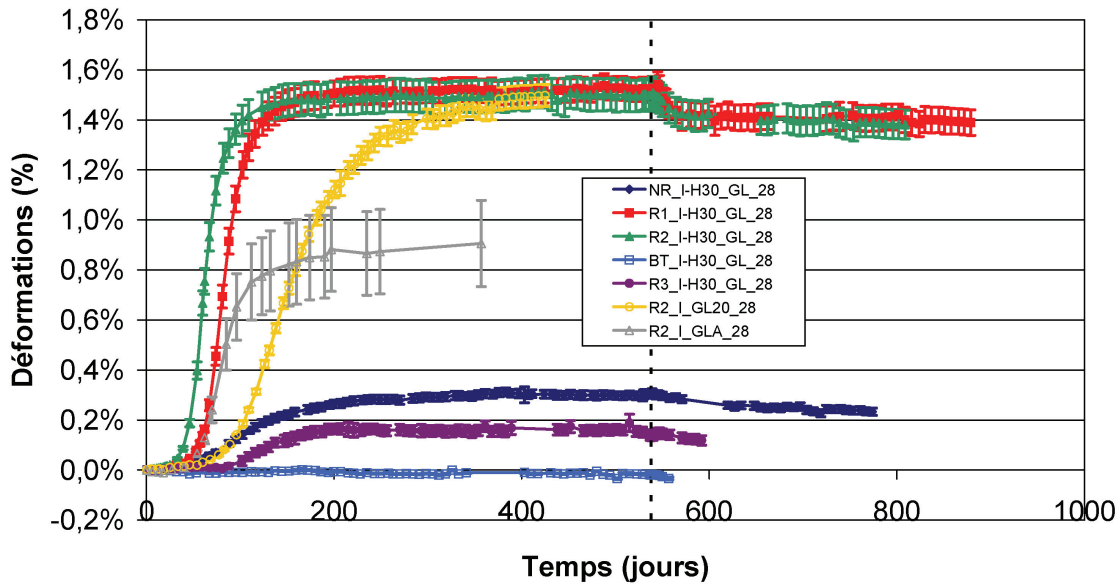 1,8%
1,6%
1,4%
1,2%
1,0%
0,8%
0,6%
0,4%
0,2%
0,0%
-0,2%
Déformations (%)
NR_I-H30_GL_28
R1_I-H30_GL_28
R2_I-H30_GL_28
BT_I-H30_GL_28
R3_I-H30_GL_28
R2_I_GL20_28
R2_I_GLA_28
0 200 400 600 800 1000
Temps (jours)